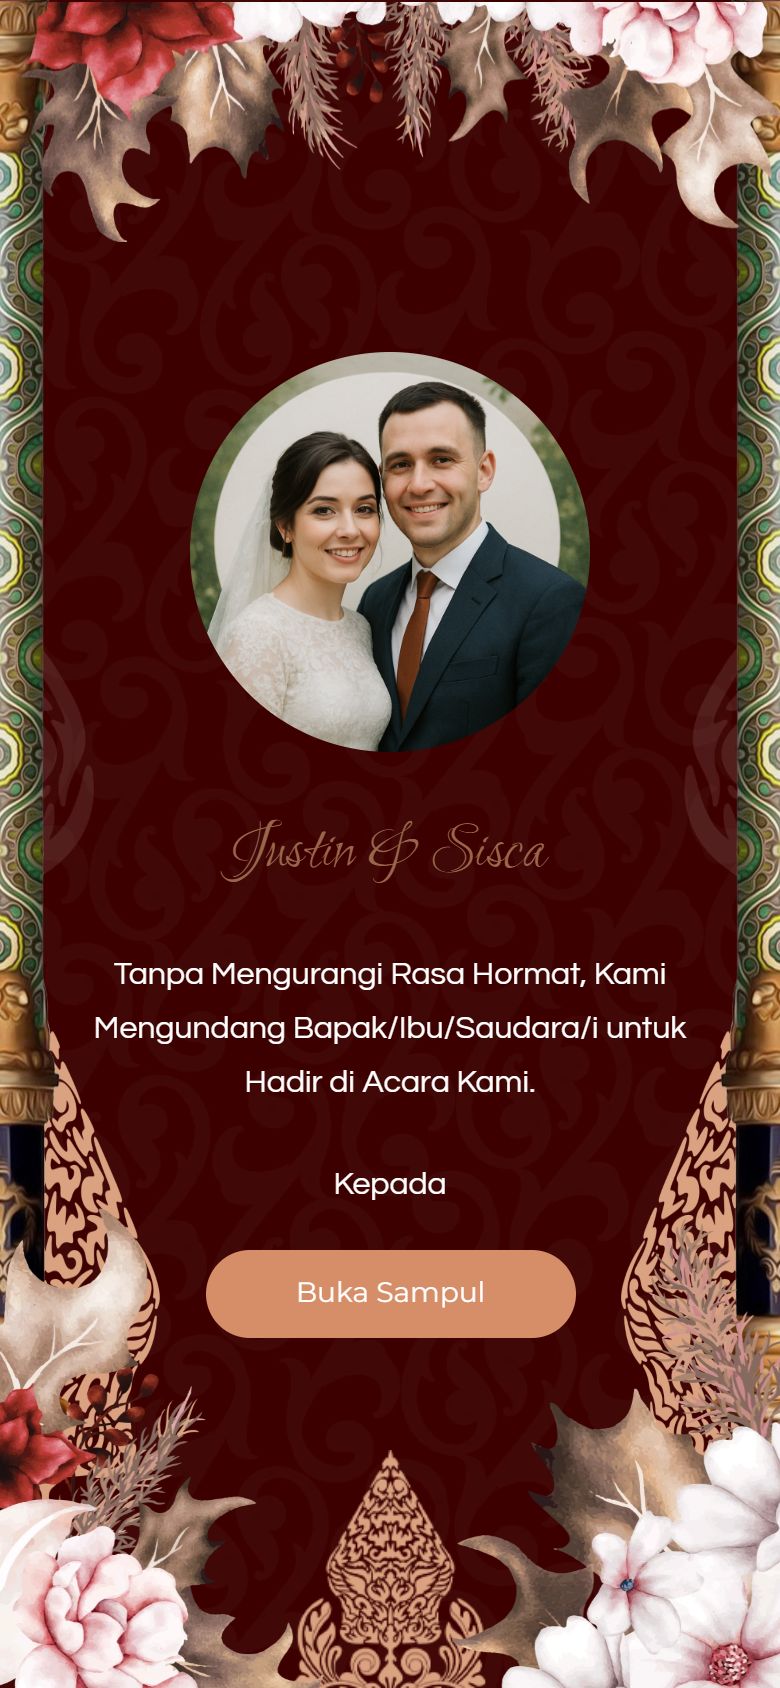 Justin & Sisca
Tanpa Mengurangi Rasa Hormat, Kami
Mengundang Bapak/Ibu/Saudara/i untuk
Hadir di Acara Kami.
Kepada
Buka Sampul